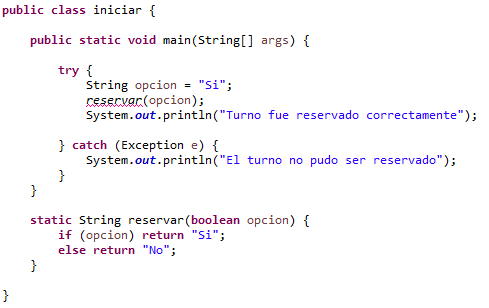 public class iniciar {
public static void main(String[] args) {
try {
String opcion = "Si";
reservar(opcion);
System.out.println("Turno fue reservado correctamente");
} catch (Exception e) {
System.out.println("El turno no pudo ser reservado");
}
}
static String reservar(boolean opcion) {
if (opcion) return "Si";
else return "No";
}
}